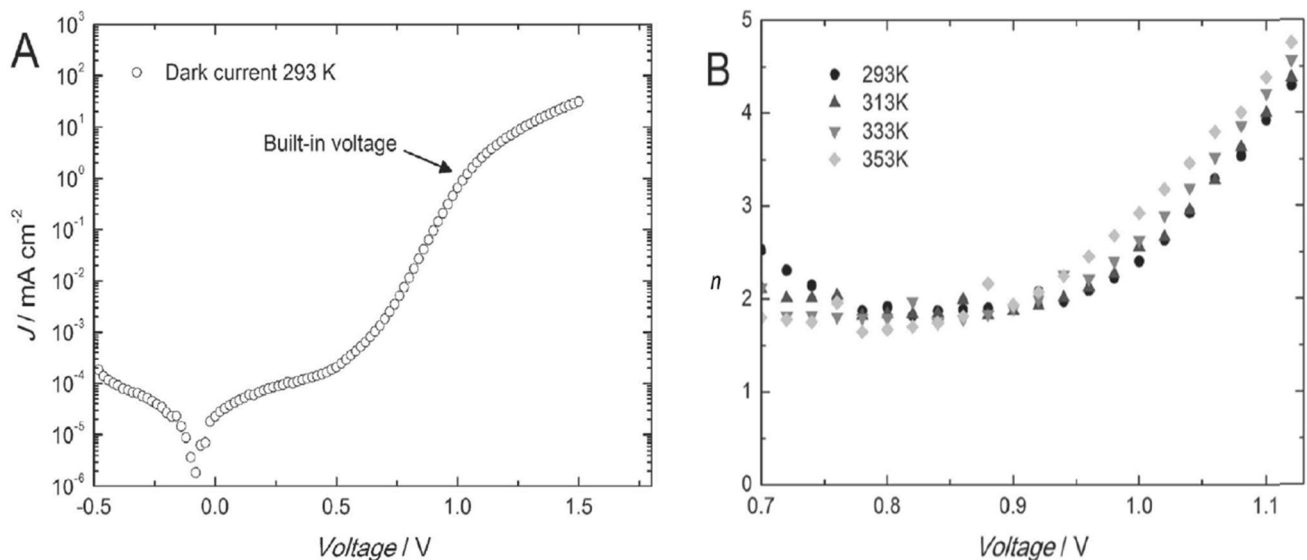 A
Dark current 293 K
Built-in voltage
J / mA cm⁻²
10³
10²
10¹
10⁰
10⁻¹
10⁻²
10⁻³
10⁻⁴
10⁻⁵
10⁻⁶
-0.5 0.0 0.5 1.0 1.5
Voltage / V
B
293K
313K
333K
353K
n
5
4
3
2
1
0
0.7 0.8 0.9 1.0 1.1
Voltage / V